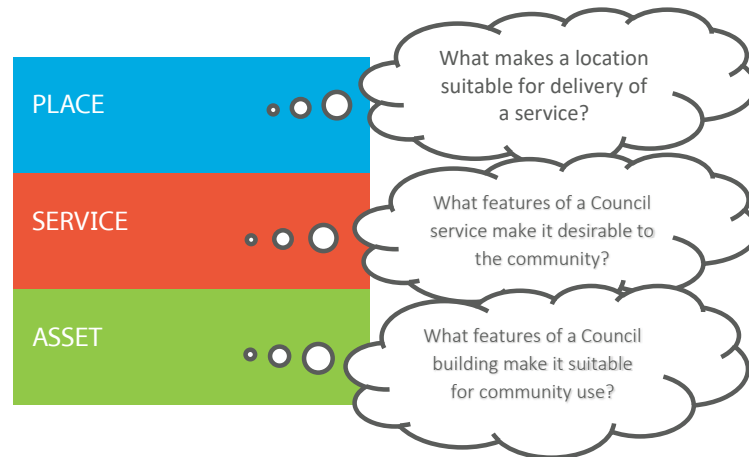 PLACE
What makes a location
suitable for delivery of
a service?
SERVICE
What features of a Council
service make it desirable to
the community?
ASSET
What features of a Council
building make it suitable
for community use?